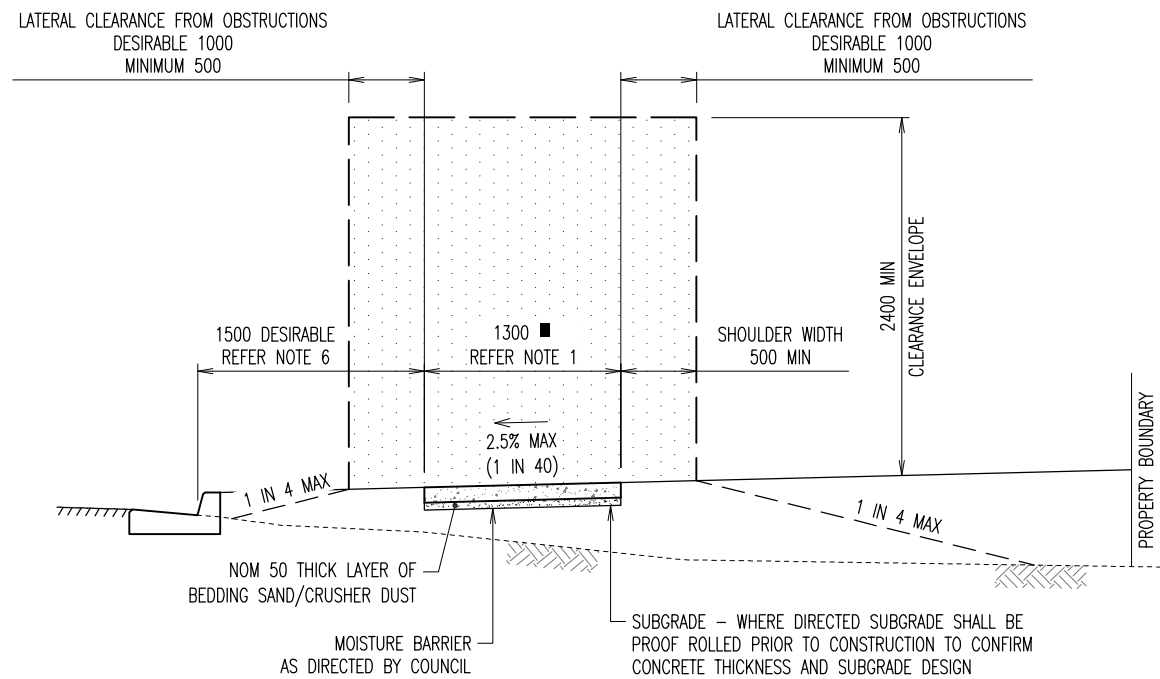 LATERAL CLEARANCE FROM OBSTRUCTIONS
DESIRABLE 1000
MINIMUM 500
LATERAL CLEARANCE FROM OBSTRUCTIONS
DESIRABLE 1000
MINIMUM 500
2400 MIN
CLEARANCE ENVELOPE
1500 DESIRABLE
REFER NOTE 6
1300
REFER NOTE 1
SHOULDER WIDTH
500 MIN
2.5% MAX
(1 IN 40)
1 IN 4 MAX
1 IN 4 MAX
PROPERTY BOUNDARY
NOM 50 THICK LAYER OF
BEDDING SAND/CRUSHER DUST
MOISTURE BARRIER
AS DIRECTED BY COUNCIL
SUBGRADE – WHERE DIRECTED SUBGRADE SHALL BE
PROOF ROLLED PRIOR TO CONSTRUCTION TO CONFIRM
CONCRETE THICKNESS AND SUBGRADE DESIGN